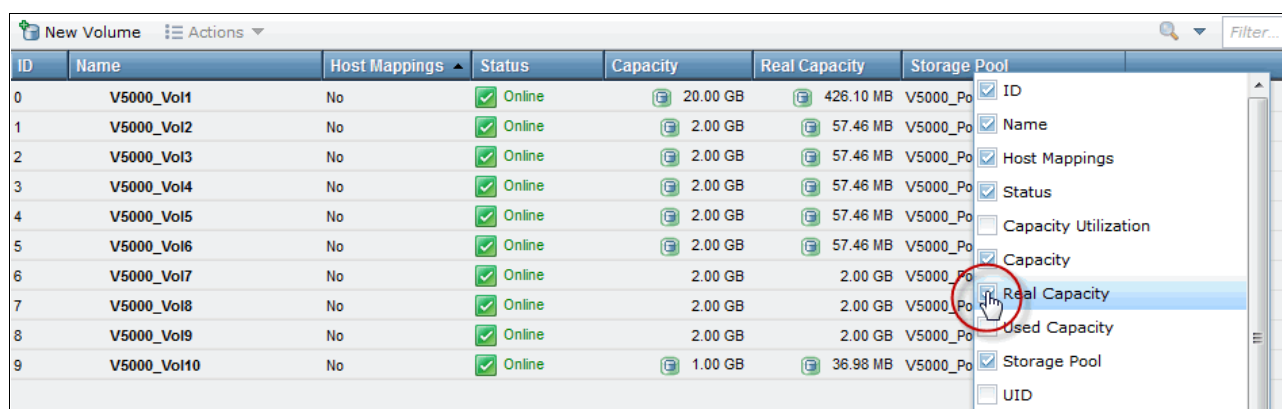 New Volume Actions Filter...
ID Name Host Mappings Status Capacity Real Capacity Storage Pool
0 V5000_Vol1 No Online 20.00 GB 426.10 MB V5000_Po
1 V5000_Vol2 No Online 2.00 GB 57.46 MB V5000_Po
2 V5000_Vol3 No Online 2.00 GB 57.46 MB V5000_Po
3 V5000_Vol4 No Online 2.00 GB 57.46 MB V5000_Po
4 V5000_Vol5 No Online 2.00 GB 57.46 MB V5000_Po
5 V5000_Vol6 No Online 2.00 GB 57.46 MB V5000_Po
6 V5000_Vol7 No Online 2.00 GB 2.00 GB V5000_Po
7 V5000_Vol8 No Online 2.00 GB 2.00 GB V5000_Po
8 V5000_Vol9 No Online 2.00 GB 2.00 GB V5000_Po
9 V5000_Vol10 No Online 1.00 GB 36.98 MB V5000_Po
ID
Name
Host Mappings
Status
Capacity Utilization
Capacity
Real Capacity
Used Capacity
Storage Pool
UID